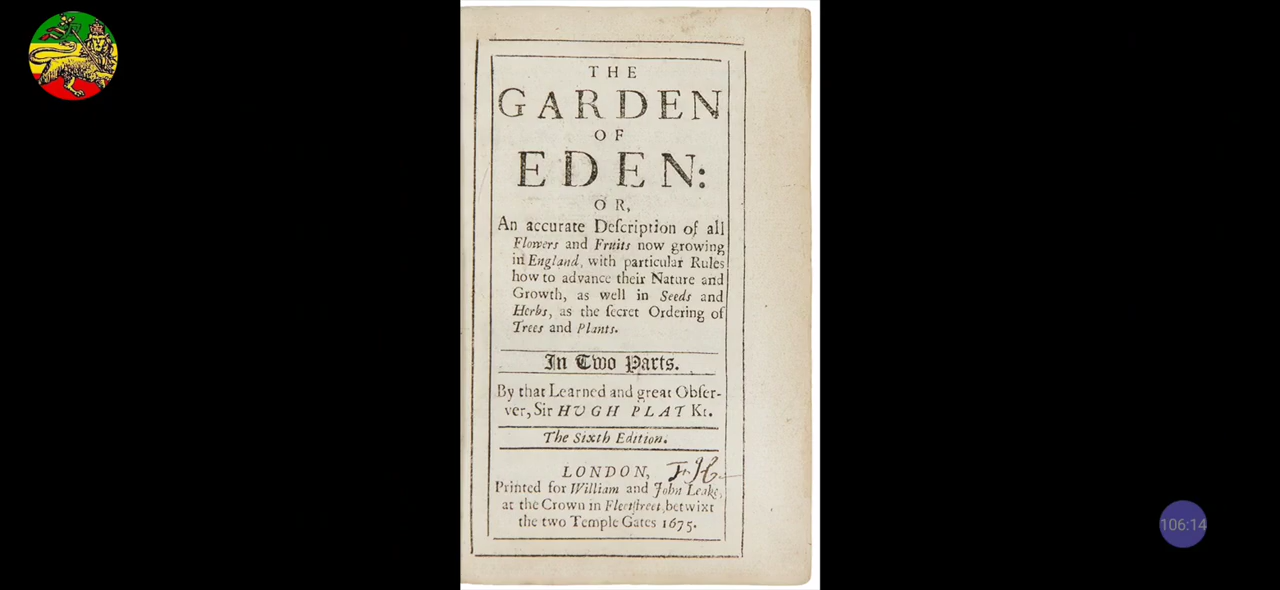 THE
GARDEN
OF
EDEN:
OR,
An accurate Deſcription of all
Flowers and Fruits now growing
in England, with particular Rules
how to advance their Nature and
Growth, as well in Seeds and
Herbs, as the ſecret Ordering of
Trees and Plants.
In Two Parts.
By that Learned and great Obſer-
ver, Sir HUGH PLAT Kt.
The Sixth Edition.
LONDON, F. H.
Printed for William and John Leake,
at the Crown in Fleetſtreet, betwixt
the two Temple Gates 1675.
106:14